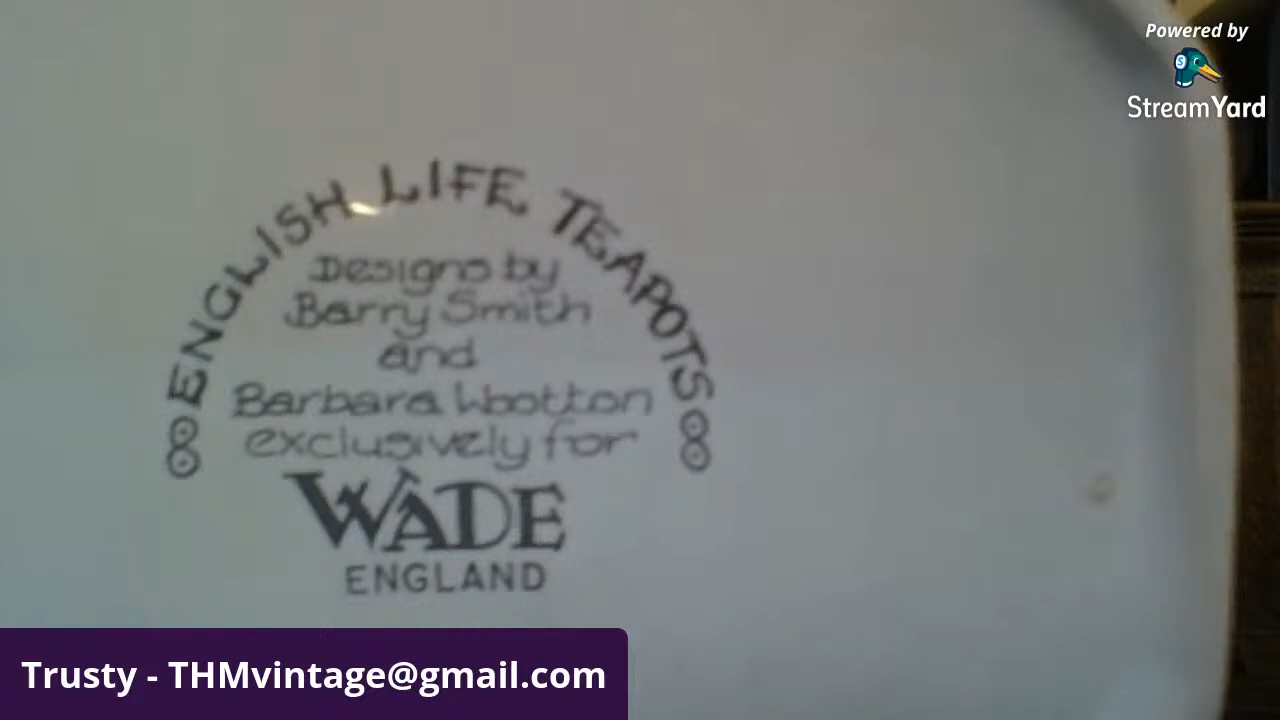 Powered by
StreamYard
ENGLISH LIFE TEAPOTS
Designs by
Barry Smith
and
Barbara Wootton
exclusively for
WADE
ENGLAND
Trusty - THMvintage@gmail.com